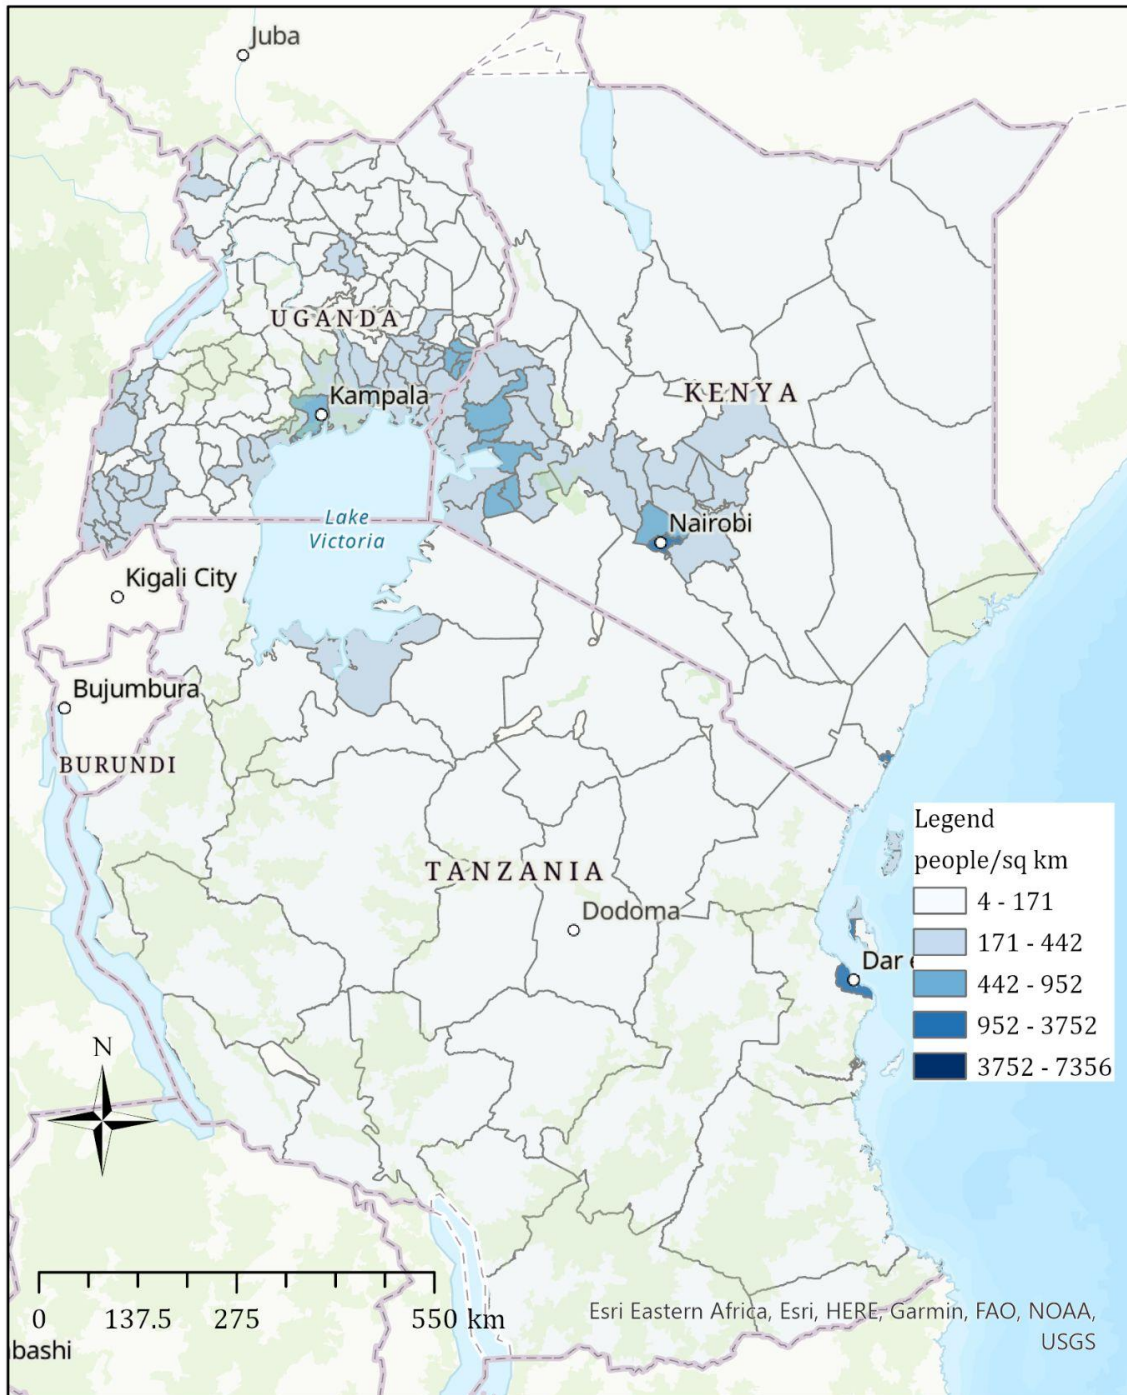 Juba
UGANDA
Kampala
KENYA
Lake
Victoria
Nairobi
Kigali City
Bujumbura
BURUNDI
TANZANIA
Dodoma
Dar e
Legend
people/sq km
4 - 171
171 - 442
442 - 952
952 - 3752
3752 - 7356
N
0 137.5 275 550 km
Esri Eastern Africa, Esri, HERE, Garmin, FAO, NOAA,
USGS
bashi